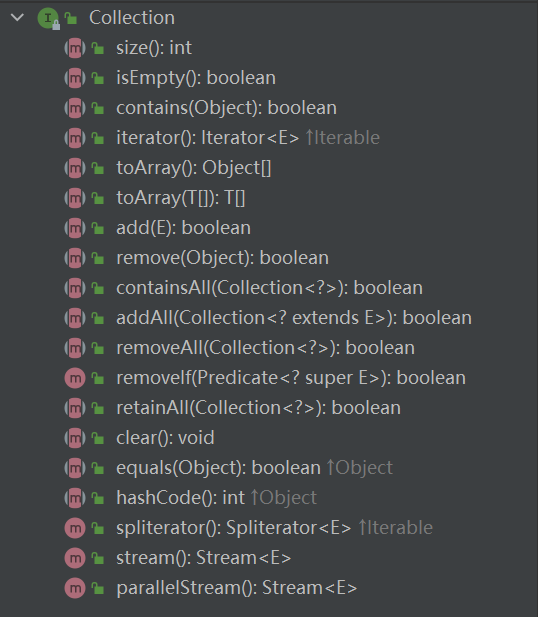 Collection
size(): int
isEmpty(): boolean
contains(Object): boolean
iterator(): Iterator<E> ↑Iterable
toArray(): Object[]
toArray(T[]): T[]
add(E): boolean
remove(Object): boolean
containsAll(Collection<?>): boolean
addAll(Collection<? extends E>): boolean
removeAll(Collection<?>): boolean
removeIf(Predicate<? super E>): boolean
retainAll(Collection<?>): boolean
clear(): void
equals(Object): boolean ↑Object
hashCode(): int ↑Object
spliterator(): Spliterator<E> ↑Iterable
stream(): Stream<E>
parallelStream(): Stream<E>